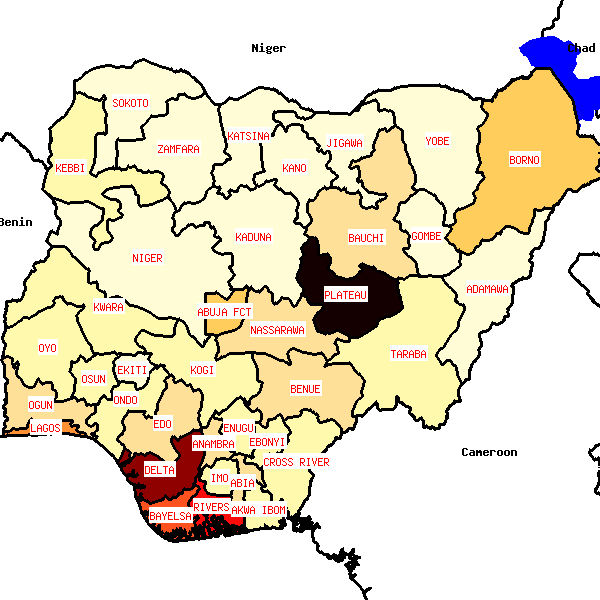 Niger
Chad
SOKOTO
KATSINA
ZAMFARA
JIGAWA
YOBE
KANO
KEBBI
BORNO
Benin
KADUNA
BAUCHI
GOMBE
NIGER
PLATEAU
ADAMAWA
KWARA
ABUJA FCT
NASSARAWA
OYO
TARABA
OSUN
EKITI
KOGI
BENUE
OGUN
ONDO
LAGOS
EDO
ENUGU
ANAMBRA
EBONYI
Cameroon
DELTA
CROSS RIVER
IMO
ABIA
BAYELSA
RIVERS
AKWA IBOM